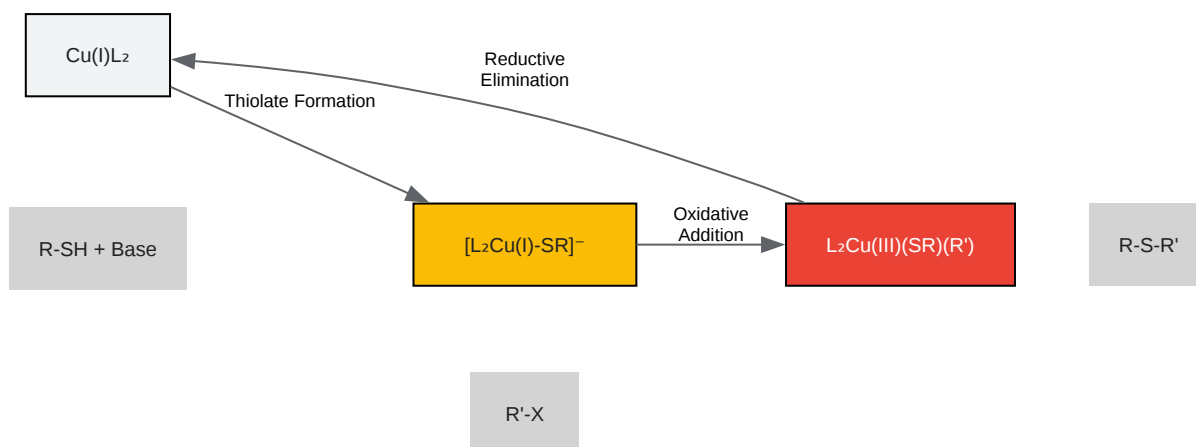 Cu(I)L₂
Reductive
Elimination
Thiolate Formation
R-SH + Base
[L₂Cu(I)-SR]⁻
Oxidative
Addition
L₂Cu(III)(SR)(R')
R-S-R'
R'-X